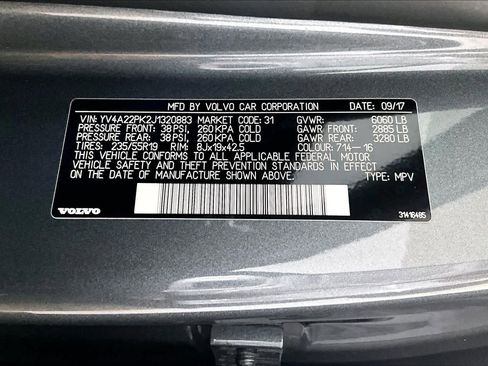 MFD BY VOLVO CAR CORPORATION DATE: 09/17
VIN: YV4A22PK2J1320883 MARKET CODE: 31 GVWR: 6060 LB
PRESSURE FRONT: 38 PSI, 260 KPA COLD GAWR FRONT: 2885 LB
PRESSURE REAR: 38 PSI, 260 KPA COLD GAWR REAR: 3280 LB
TIRES: 235/55R19 RIM: 8Jx19x42.5 COLOUR: 714-16
THIS VEHICLE CONFORMS TO ALL APPLICABLE FEDERAL MOTOR
VEHICLE SAFETY AND THEFT PREVENTION STANDARDS IN EFFECT
ON THE DATE OF MANUFACTURE SHOWN ABOVE. TYPE: MPV
VOLVO 31416485